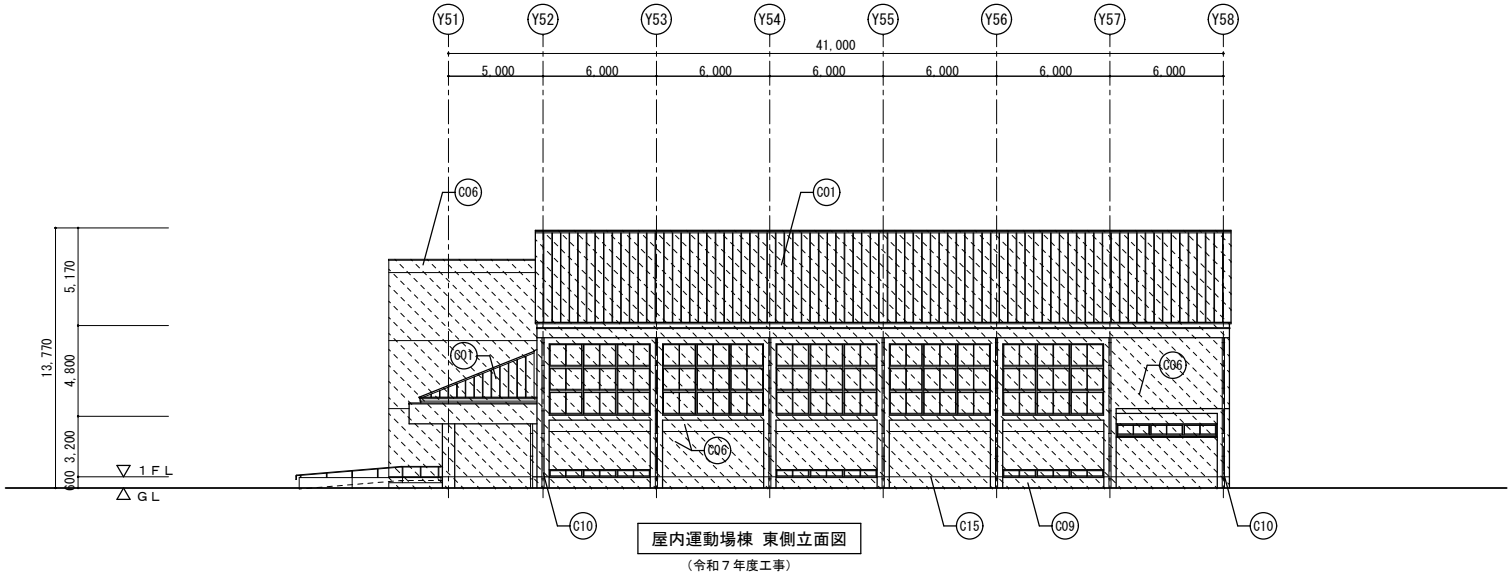 Y51 Y52 Y53 Y54 Y55 Y56 Y57 Y58
41,000
5,000 6,000 6,000 6,000 6,000 6,000 6,000
C06 C01
13,770
5,170
4,800
3,200
600
C01
C06
C06
▽ 1FL
△ GL
C10 C15 C09 C10
屋内運動場棟 東側立面図
(令和7年度工事)